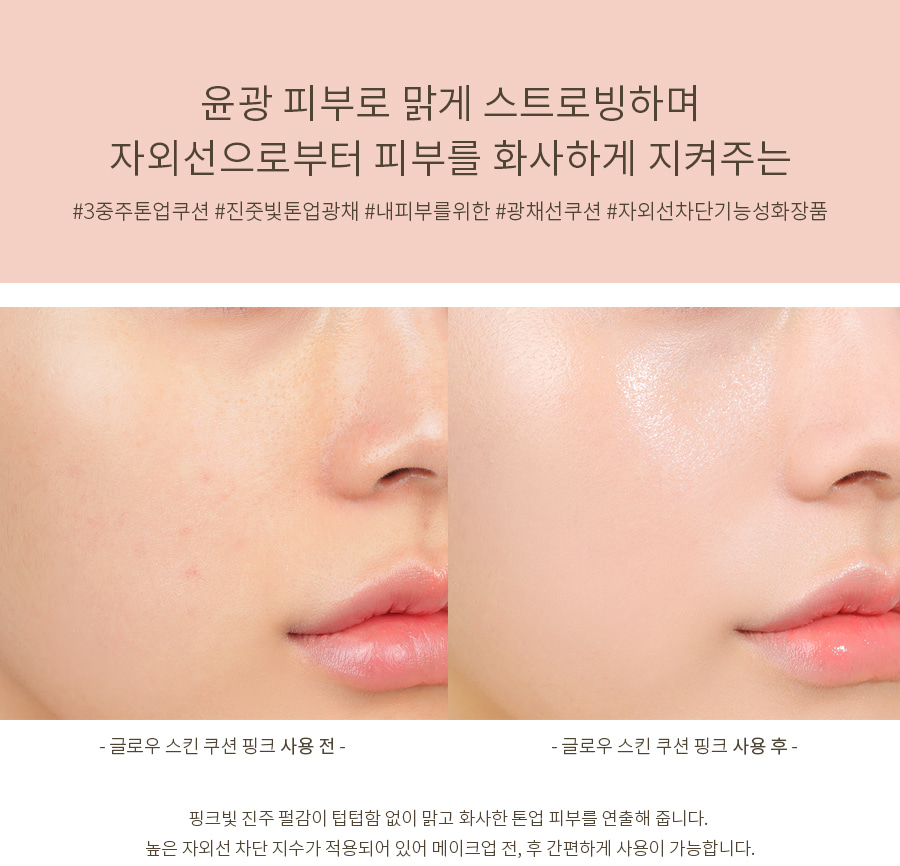 윤광 피부로 맑게 스트로빙하며
자외선으로부터 피부를 화사하게 지켜주는
#3중주톤업쿠션 #진줏빛톤업광채 #내피부를위한 #광채선쿠션 #자외선차단기능성화장품
- 글로우 스킨 쿠션 핑크 사용 전 -
- 글로우 스킨 쿠션 핑크 사용 후 -
핑크빛 진주 펄감이 텁텁함 없이 맑고 화사한 톤업 피부를 연출해 줍니다.
높은 자외선 차단 지수가 적용되어 있어 메이크업 전, 후 간편하게 사용이 가능합니다.